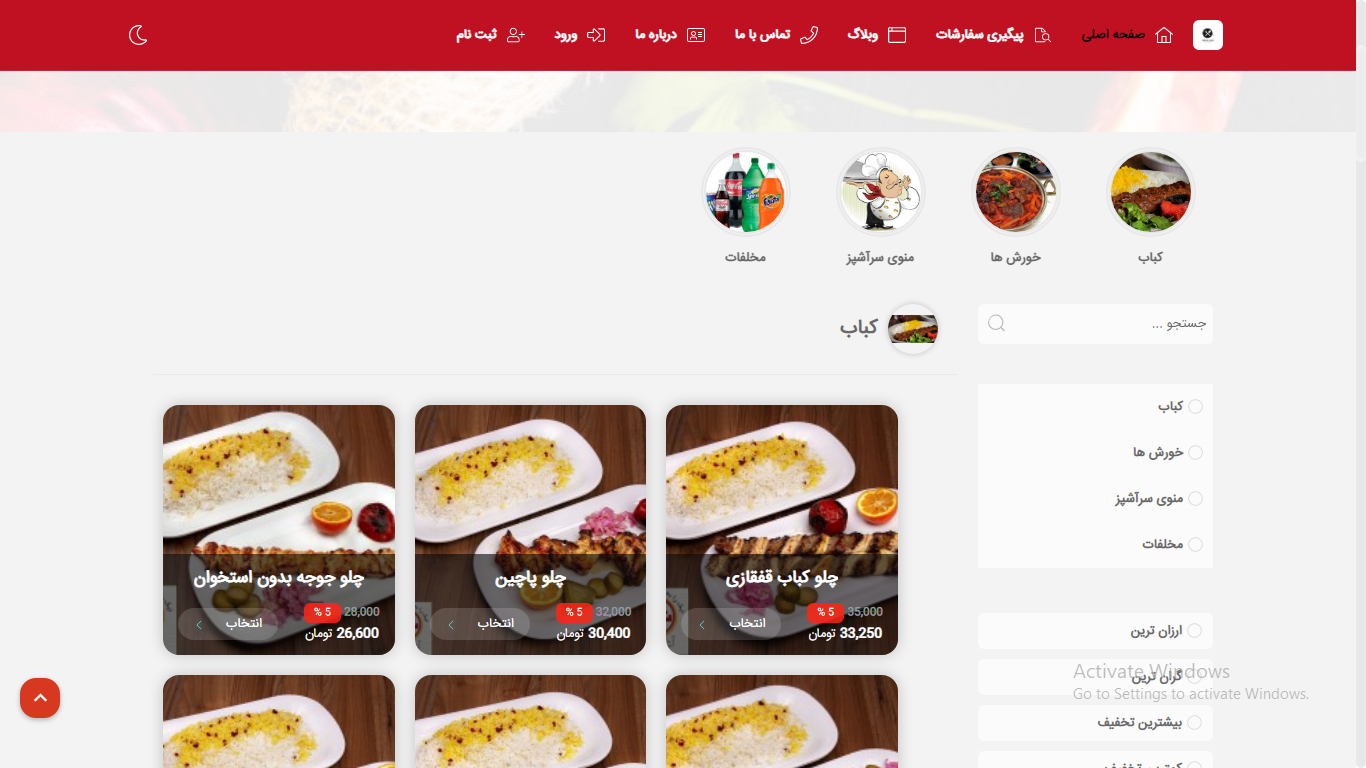 صفحه اصلی
پیگیری سفارشات
وبلاگ
تماس با ما
درباره ما
ورود
ثبت نام
کباب
خورش ها
منوی سرآشپز
مخلفات
جستجو ...
کباب
خورش ها
منوی سرآشپز
مخلفات
ارزان ترین
گران ترین
بیشترین تخفیف
کمترین تخفیف
کباب
چلو کباب قفقازی
35,000 5 %
33,250 تومان
انتخاب
چلو پاچین
32,000 5 %
30,400 تومان
انتخاب
چلو جوجه بدون استخوان
28,000 5 %
26,600 تومان
انتخاب
Activate Windows
Go to Settings to activate Windows.